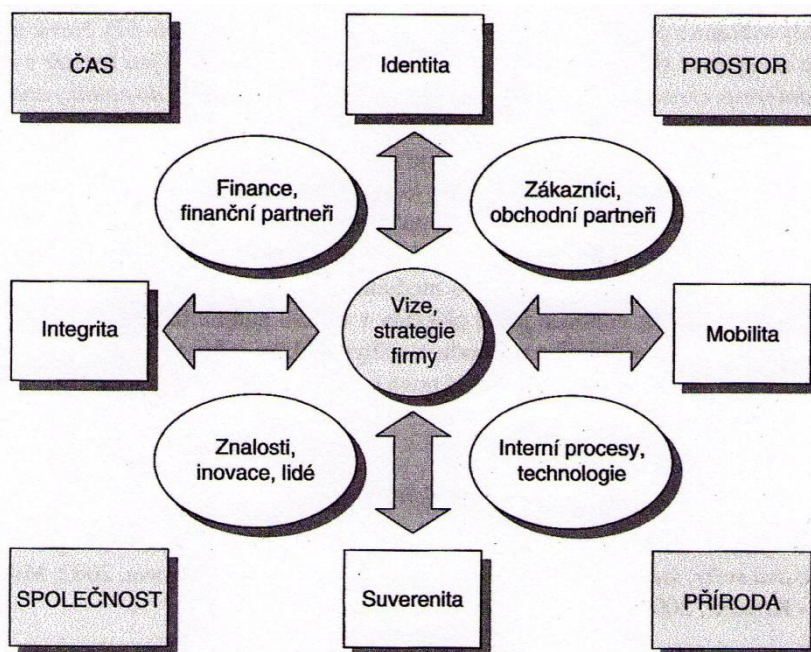 ČAS
Identita
PROSTOR
Finance,
finanční partneři
Zákazníci,
obchodní partneři
Integrita
Vize,
strategie
firmy
Mobilita
Znalosti,
inovace, lidé
Interní procesy,
technologie
SPOLEČNOST
Suverenita
PŘÍRODA